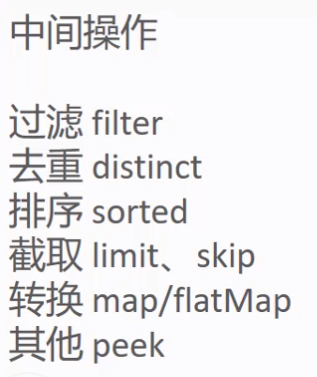 中间操作
过滤 filter
去重 distinct
排序 sorted
截取 limit、skip
转换 map/flatMap
其他 peek